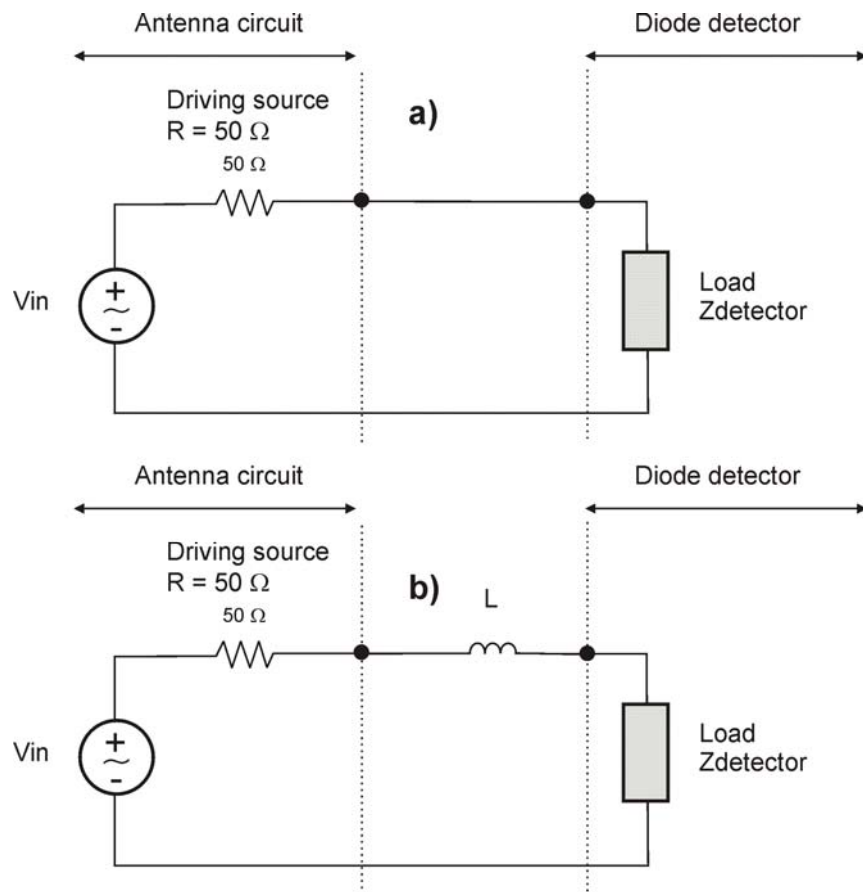 Antenna circuit
Diode detector
Driving source
R = 50 Ω
50 Ω
a)
Vin
+
~
-
Load
Zdetector
Antenna circuit
Diode detector
Driving source
R = 50 Ω
50 Ω
b)
L
Vin
+
~
-
Load
Zdetector